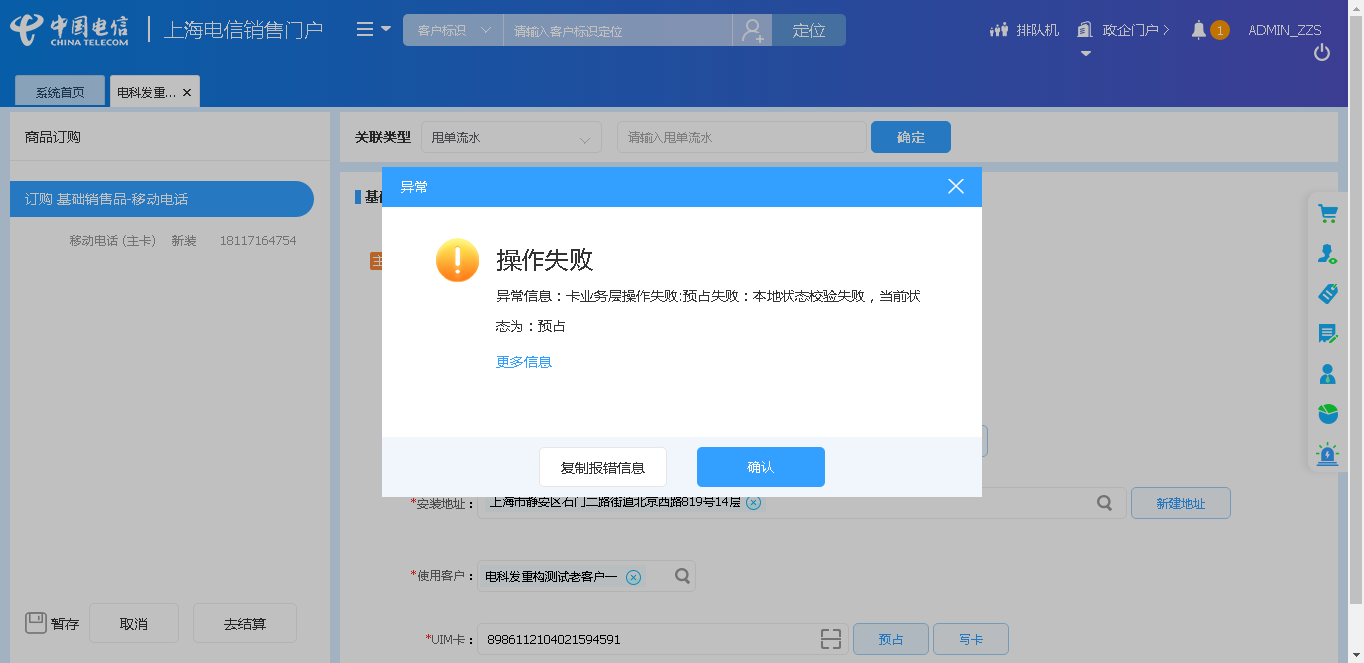 中国电信
CHINA TELECOM
上海电信销售门户
客户标识
请输入客户标识定位
定位
排队机
政企门户
1
ADMIN_ZZS
系统首页
电科发重...
商品订购
关联类型
甩单流水
请输入甩单流水
确定
订购 基础销售品-移动电话
移动电话 (主卡) 新装 18117164754
异常
操作失败
异常信息：卡业务层操作失败:预占失败：本地状态校验失败，当前状
态为：预占
更多信息
复制报错信息
确认
*安装地址：
上海市静安区石门二路街道北京西路819号14层
新建地址
*使用客户：
电科发重构测试老客户一
暂存
取消
去结算
*UIM卡：
8986112104021594591
预占
写卡